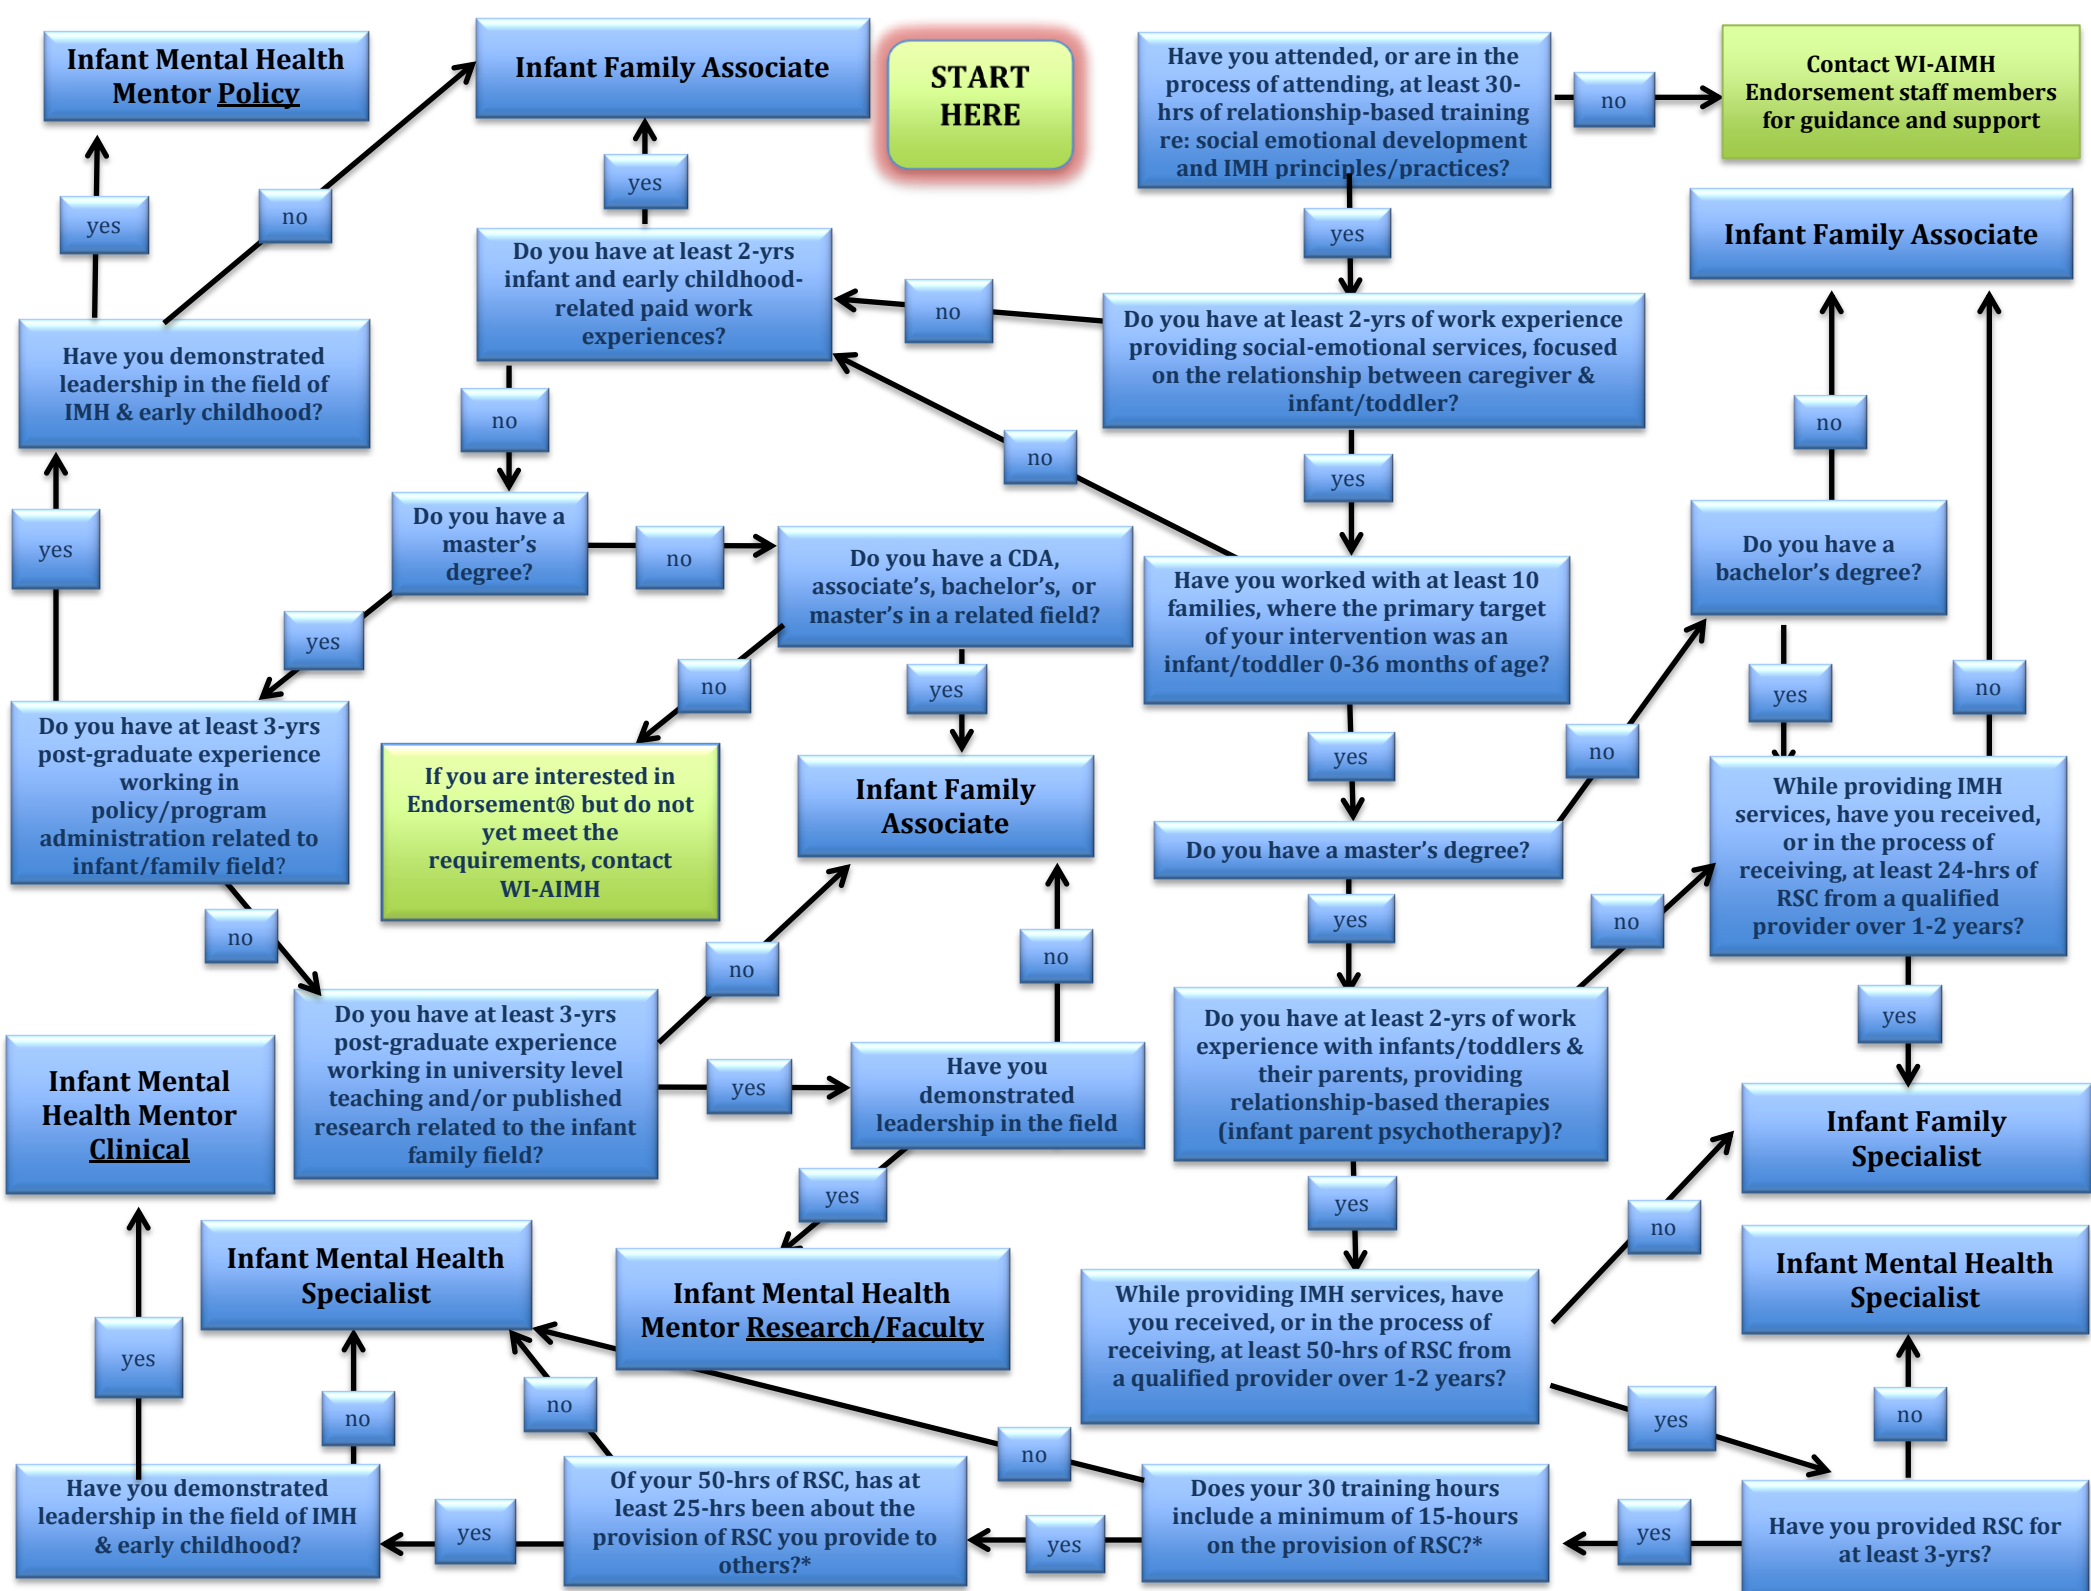 Infant Mental Health
Mentor Policy
Infant Family Associate
START
HERE
Have you attended, or are in the
process of attending, at least 30-
hrs of relationship-based training
re: social emotional development
and IMH principles/practices?
no
Contact WI-AIMH
Endorsement staff members
for guidance and support
yes
no
yes
yes
Infant Family Associate
Do you have at least 2-yrs
infant and early childhood-
related paid work
experiences?
no
Do you have at least 2-yrs of work experience
providing social-emotional services, focused
on the relationship between caregiver &
infant/toddler?
Have you demonstrated
leadership in the field of
IMH & early childhood?
no
no
yes
no
yes
Do you have a
master's
degree?
no
Do you have a CDA,
associate's, bachelor's, or
master's in a related field?
Have you worked with at least 10
families, where the primary target
of your intervention was an
infant/toddler 0-36 months of age?
Do you have a
bachelor's degree?
yes
no
yes
yes
no
Do you have at least 3-yrs
post-graduate experience
working in
policy/program
administration related to
infant/family field?
If you are interested in
Endorsement® but do not
yet meet the
requirements, contact
WI-AIMH
Infant Family
Associate
yes
no
While providing IMH
services, have you received,
or in the process of
receiving, at least 24-hrs of
RSC from a qualified
provider over 1-2 years?
Do you have a master's degree?
no
no
no
yes
no
Do you have at least 3-yrs
post-graduate experience
working in university level
teaching and/or published
research related to the infant
family field?
yes
Have you
demonstrated
leadership in the field
Do you have at least 2-yrs of work
experience with infants/toddlers &
their parents, providing
relationship-based therapies
(infant parent psychotherapy)?
yes
Infant Mental
Health Mentor
Clinical
Infant Family
Specialist
yes
yes
no
Infant Mental Health
Specialist
Infant Mental Health
Mentor Research/Faculty
While providing IMH services, have
you received, or in the process of
receiving, at least 50-hrs of RSC from
a qualified provider over 1-2 years?
Infant Mental Health
Specialist
yes
no
no
no
yes
no
Have you demonstrated
leadership in the field of IMH
& early childhood?
yes
Of your 50-hrs of RSC, has at
least 25-hrs been about the
provision of RSC you provide to
others?*
yes
Does your 30 training hours
include a minimum of 15-hours
on the provision of RSC?*
yes
Have you provided RSC for
at least 3-yrs?